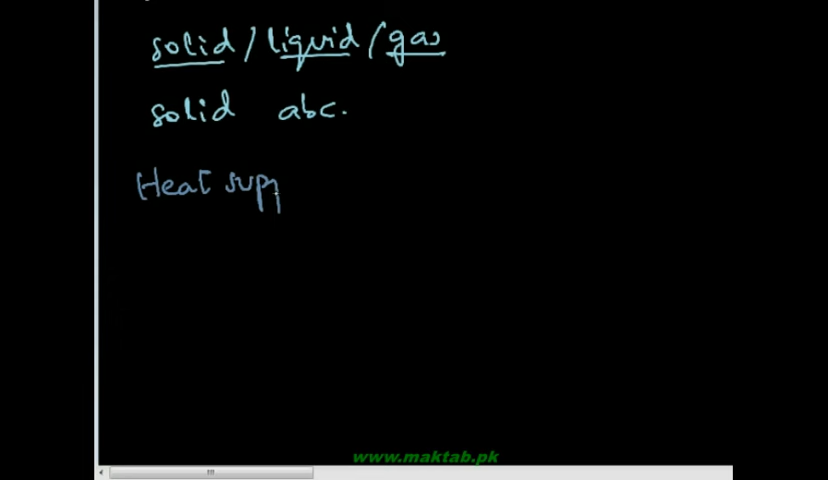 solid / liquid / gas
solid abc.
Heat sup
www.maktab.pk